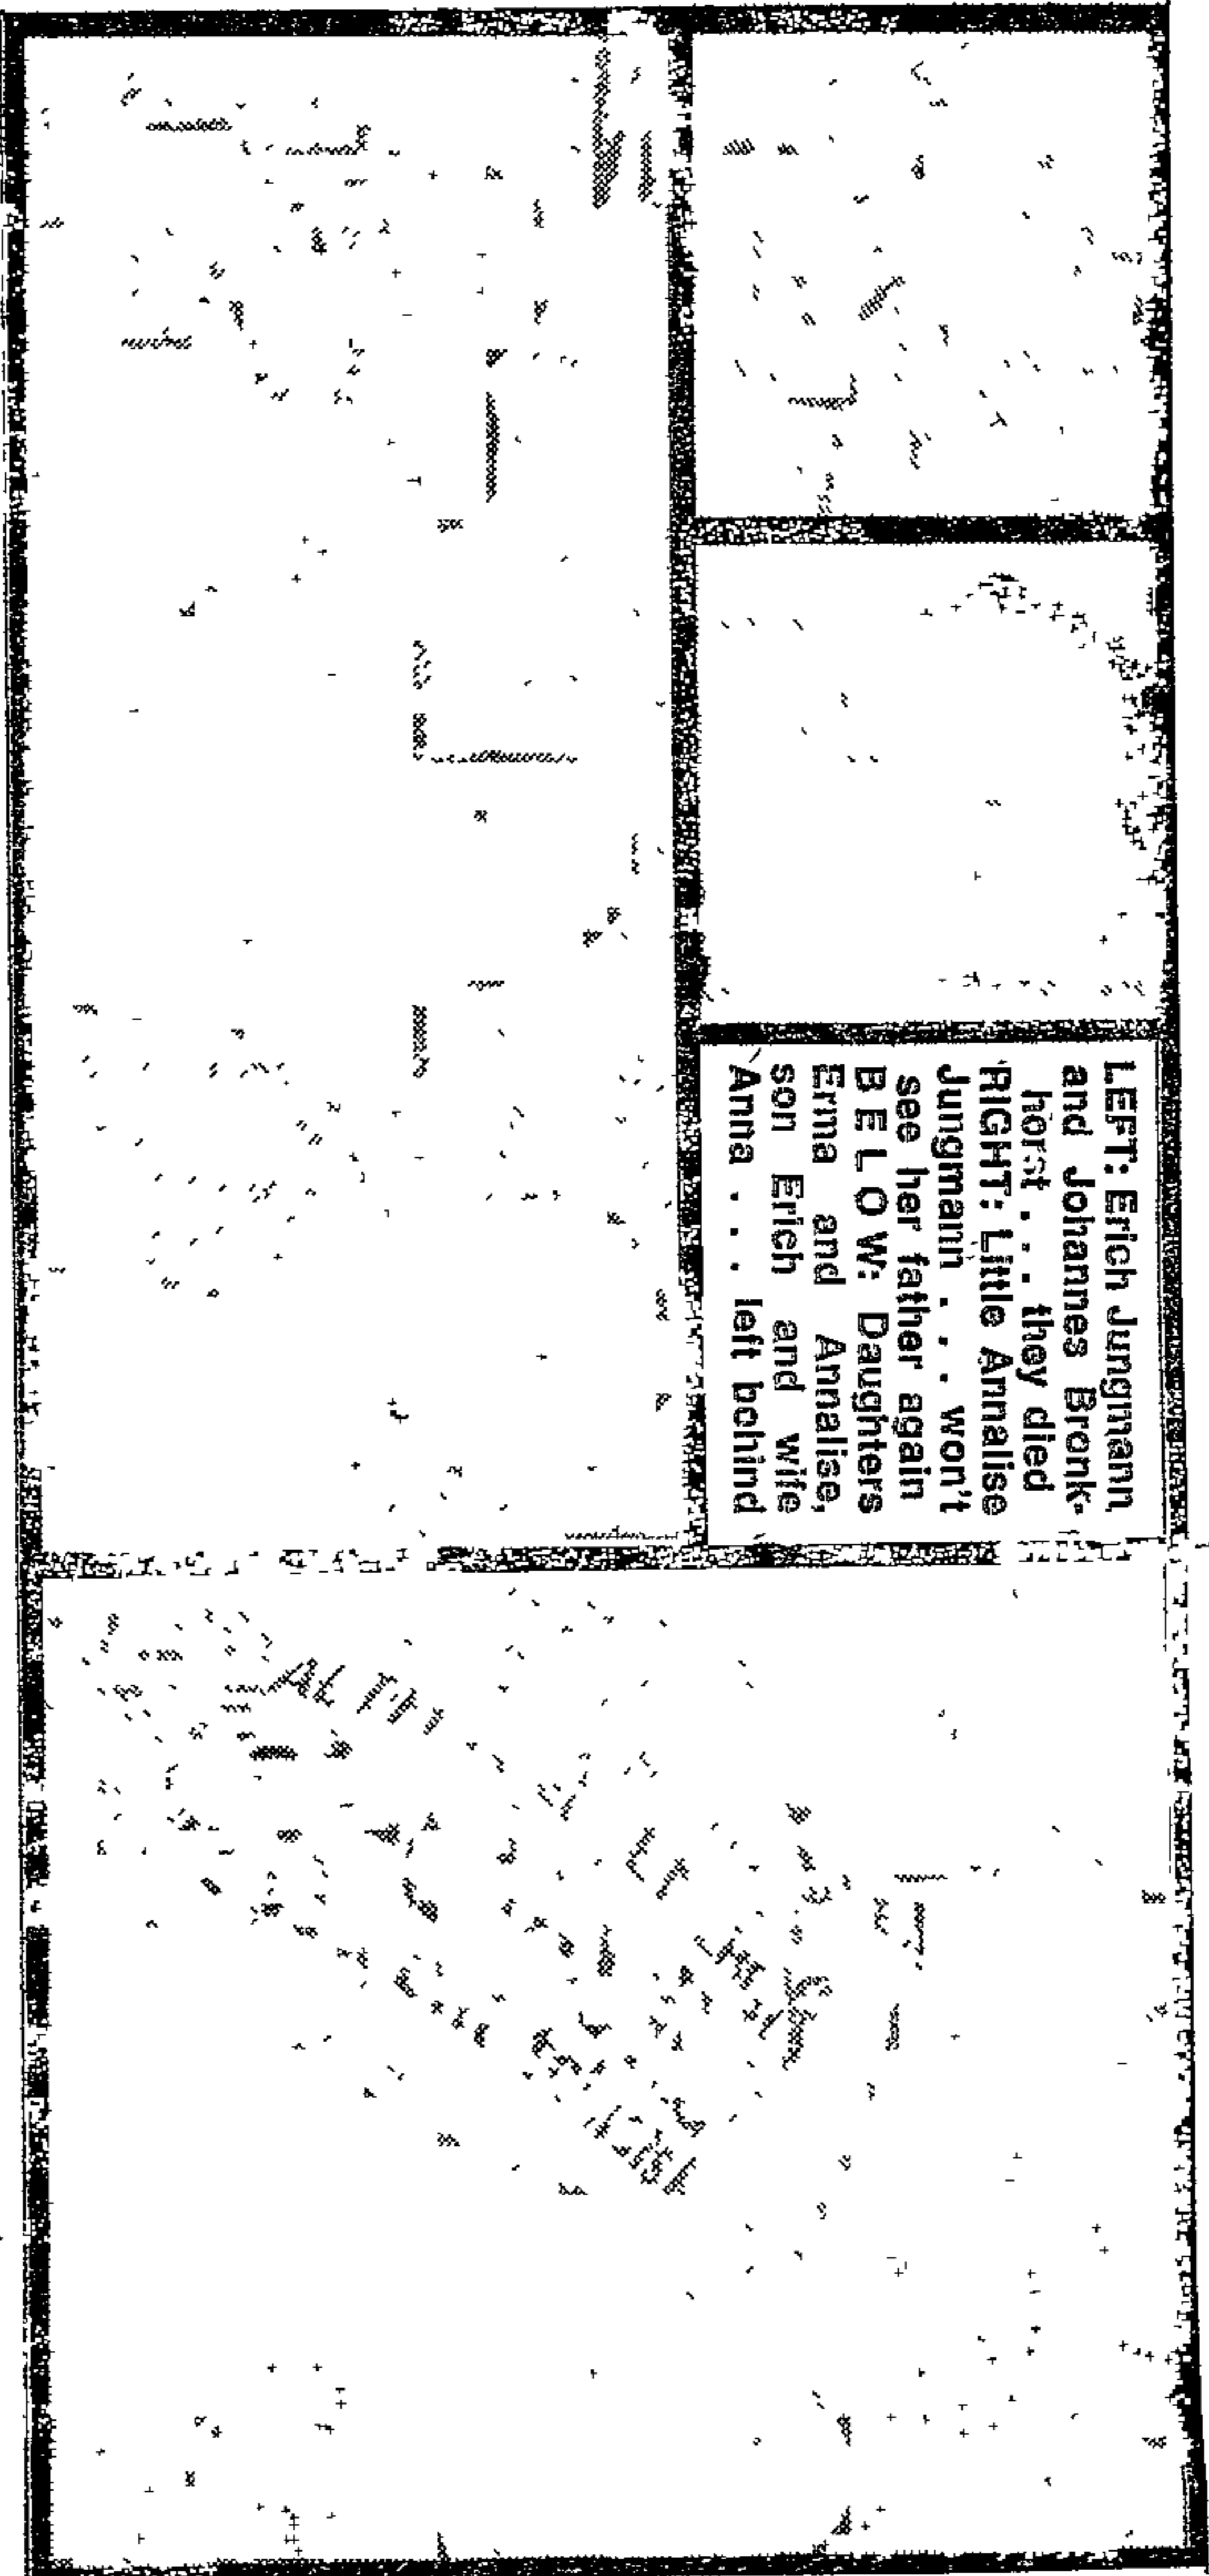 LEFT: Erich Jungmann
and Johannes Bronk-
horst . . . they died
RIGHT: Little Annalise
Jungmann . . . won't
see her father again
BELOW: Daughters
Erma and Annalise,
son Erich and wife
Anna . . . left behind